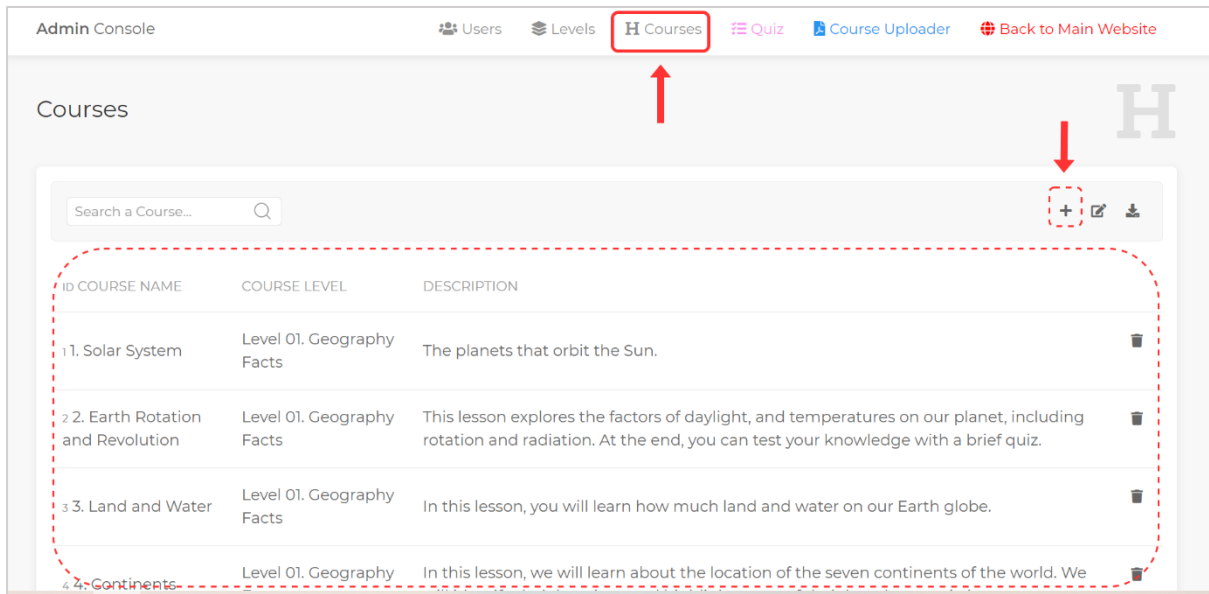 Admin Console
Users
Levels
H Courses
Quiz
Course Uploader
Back to Main Website
Courses
H
Search a Course...
ID COURSE NAME
COURSE LEVEL
DESCRIPTION
1 1. Solar System
Level 01. Geography
Facts
The planets that orbit the Sun.
2 2. Earth Rotation
and Revolution
Level 01. Geography
Facts
This lesson explores the factors of daylight, and temperatures on our planet, including
rotation and radiation. At the end, you can test your knowledge with a brief quiz.
3 3. Land and Water
Level 01. Geography
Facts
In this lesson, you will learn how much land and water on our Earth globe.
4 4. Continents
Level 01. Geography
In this lesson, we will learn about the location of the seven continents of the world. We